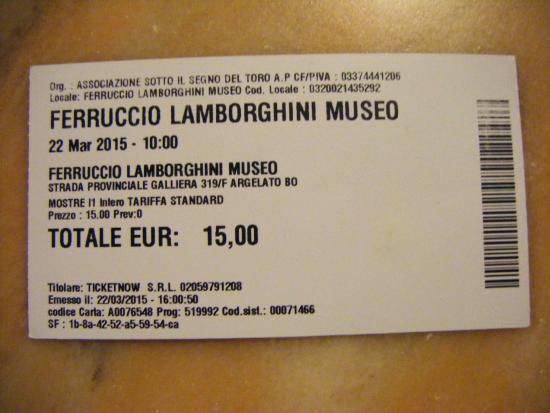 Org. : ASSOCIAZIONE SOTTO IL SEGNO DEL TORO A.P CF/PIVA : 03374441206
Locale: FERRUCCIO LAMBORGHINI MUSEO Cod. Locale : 0320021435292
FERRUCCIO LAMBORGHINI MUSEO
22 Mar 2015 - 10:00
FERRUCCIO LAMBORGHINI MUSEO
STRADA PROVINCIALE GALLIERA 319/F ARGELATO BO
MOSTRE I1 Intero TARIFFA STANDARD
Prezzo : 15.00 Prev:0
TOTALE EUR: 15,00
Titolare: TICKETNOW S.R.L. 02059791208
Emesso il: 22/03/2015 - 16:00:50
codice Carta: A0076548 Prog: 519992 Cod.sist.: 00071466
SF : 1b-8a-42-52-a5-59-54-ca